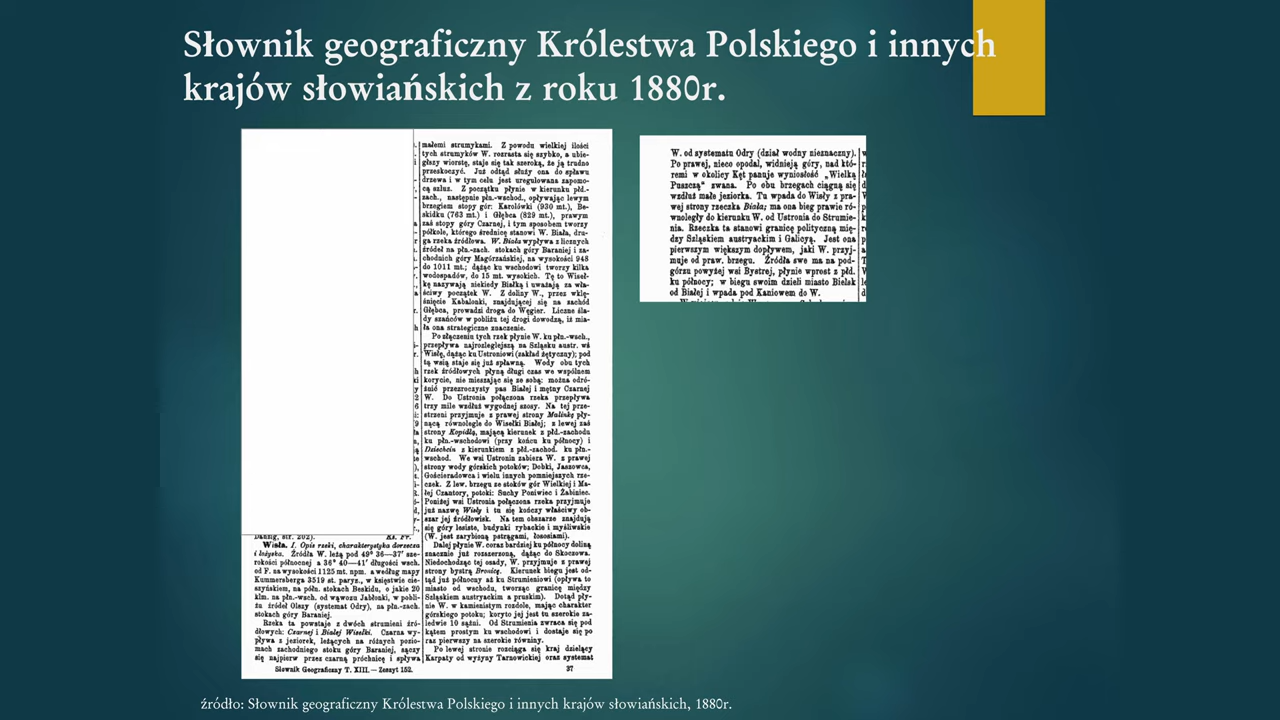 Słownik geograficzny Królestwa Polskiego i innych
krajów słowiańskich z roku 1880r.
Danzig, str. 202). Ks. Fr.
Wisła. I. Opis rzeki, charakterystyka dorzecza
i łożyska. Źródła W. leżą pod 49° 36—37′ sze-
rokości północnej a 36° 40—41′ długości wsch.
od F. na wysokości 1125 mt. npm. a według mapy
Kummersberga 3519 st. paryz., w księstwie cie-
szyńskiem, na półn. stokach Beskidu, o jakie 20
klm. na płn.-wsch. od wąwozu Jabłonki, w pobli-
żu źródeł Olszy (systemat Odry), na płn.-zach.
stokach góry Baraniej.
Rzeka ta powstaje z dwóch strumieni źró-
dłowych: Czarnej i Białej Wisełki. Czarna wy-
pływa z jeziorek, leżących na różnych pozio-
mach zachodniego stoku góry Baraniej, sączy
się najpierw przez czarną próchnicę i spływa
Słownik Geograficzny T. XIII. — Zeszyt 152.
małemi strumykami. Z powodu wielkiej ilości
tych strumyków W. rozrasta się szybko, a ubie-
głszy wiorstę, staje się tak szeroką, że ją trudno
przeskoczyć. Już odtąd służy ona do spławu
drzewa i w tym celu jest uregulowana zapomo-
cą szluz. Z początku płynie w kierunku płd.-
zach., następnie płn.-wschod., opływając lewym
brzegiem stopy gór: Karolówki (930 mt.), Be-
skidku (763 mt.) i Głębca (829 mt.), prawym
zaś stopy góry Czarnej, i tym sposobem tworzy
półkole, którego średnicę stanowi W. Biała, dru-
ga rzeka źródłowa. W. Biała wypływa z licznych
źródeł na płn.-zach. stokach góry Baraniej i za-
chodnich góry Magórzańskiej, na wysokości 948
do 1011 mt.; dążąc ku wschodowi tworzy kilka
wodospadów, do 15 mt. wysokich. Tę to Wiseł-
kę nazywają niekiedy Białką i uważają za wła-
ściwy początek W. Z doliny W., przez wklę-
śnięcie Kabalonki, znajdującej się na zachód
Głębca, prowadzi droga do Węgier. Liczne śla-
dy szańców w pobliżu tej drogi dowodzą, iż mia-
ła ona strategiczne znaczenie.
Po złączeniu tych rzek płynie W. ku płn.-wsch.,
przepływa najrozleglejszą na Szląsku austr. wś
Wisłę, dążąc ku Ustroniowi (zakład żętyczny); pod
tą wsią staje się już spławną. Wody obu tych
rzek źródłowych płyną długi czas we wspólnem
korycie, nie mieszając się ze sobą: można odró-
żnić przezroczysty pas Białej i mętny Czarnej
W. Do Ustronia połączona rzeka przepływa
trzy mile wzdłuż wygodnej szosy. Na tej prze-
strzeni przyjmuje z prawej strony Malinkę pły-
nącą równolegle do Wisełki Białej; z lewej zaś
strony Kopidlą, mającą kierunek z płd.-zachodu
ku płn.-wschodowi (przy końcu ku północy) i
Dziechcin z kierunkiem z płd.-zachod. ku płn.-
wschod. We wsi Ustroniu zabiera W. z prawej
strony wody górskich potoków; Dobki, Jaszowca,
Gościeradowca i wielu innych pomniejszych rze-
czek. Z lew. brzegu ze stoków gór Wielkiej i Ma-
łej Czantory, potoki: Suchy Poniwiec i Żabiniec.
Poniżej wsi Ustronia połączona rzeka przyjmuje
już nazwę Wisły i tu się kończy właściwy ob-
szar jej źródłowisk. Na tem obszarze znajdują
się góry lesiste, budynki rybackie i myśliwskie
(W. jest zarybioną pstrągami, łososiami).
Dalej płynie W. coraz bardziej ku północy doliną
znacznie już rozszerzoną, dążąc do Skoczowa.
Niedochodząc tej osady, W. przyjmuje z prawej
strony bystrą Brenicę. Kierunek biegu jest od-
tąd już północny aż ku Strumieniowi (opływa to
miasto od wschodu, tworząc granicę między
Szląskiem austryackim a pruskim). Dotąd pły-
nie W. w kamienistym rozdole, mając charakter
górskiego potoku; koryto jej jest tu szerokie za-
ledwie 10 sążni. Od Strumienia zwraca się pod
kątem prostym ku wschodowi i dostaje się po
raz pierwszy na szerokie równiny.
Po lewej stronie rozciąga się kraj dzielący
Karpaty od wyżyny Tarnowickiej oraz systemat
37
W. od systematu Odry (dział wodny nieznaczny).
Po prawej, nieco opodal, widnieją góry, nad któ-
remi w okolicy Kęt panuje wyniosłość „Wielką
Puszczą“ zwana. Po obu brzegach ciągną się
wzdłuż małe jeziorka. Tu wpada do Wisły z pra-
wej strony rzeczka Biała; ma ona bieg prawie ró-
wnoległy do kierunku W. od Ustronia do Strumie-
nia. Rzeczka ta stanowi granicę polityczną mię-
dzy Szląskiem austryackim i Galicyą. Jest ona
pierwszym większym dopływem, jaki W. przyj-
muje od praw. brzegu. Źródła swe ma na pod-
górzu powyżej wsi Bystrej, płynie wprost z płd.
ku północy; w biegu swoim dzieli miasto Bielsk
od Białej i wpada pod Kaniowem do W.
źródło: Słownik geograficzny Królestwa Polskiego i innych krajów słowiańskich, 1880r.